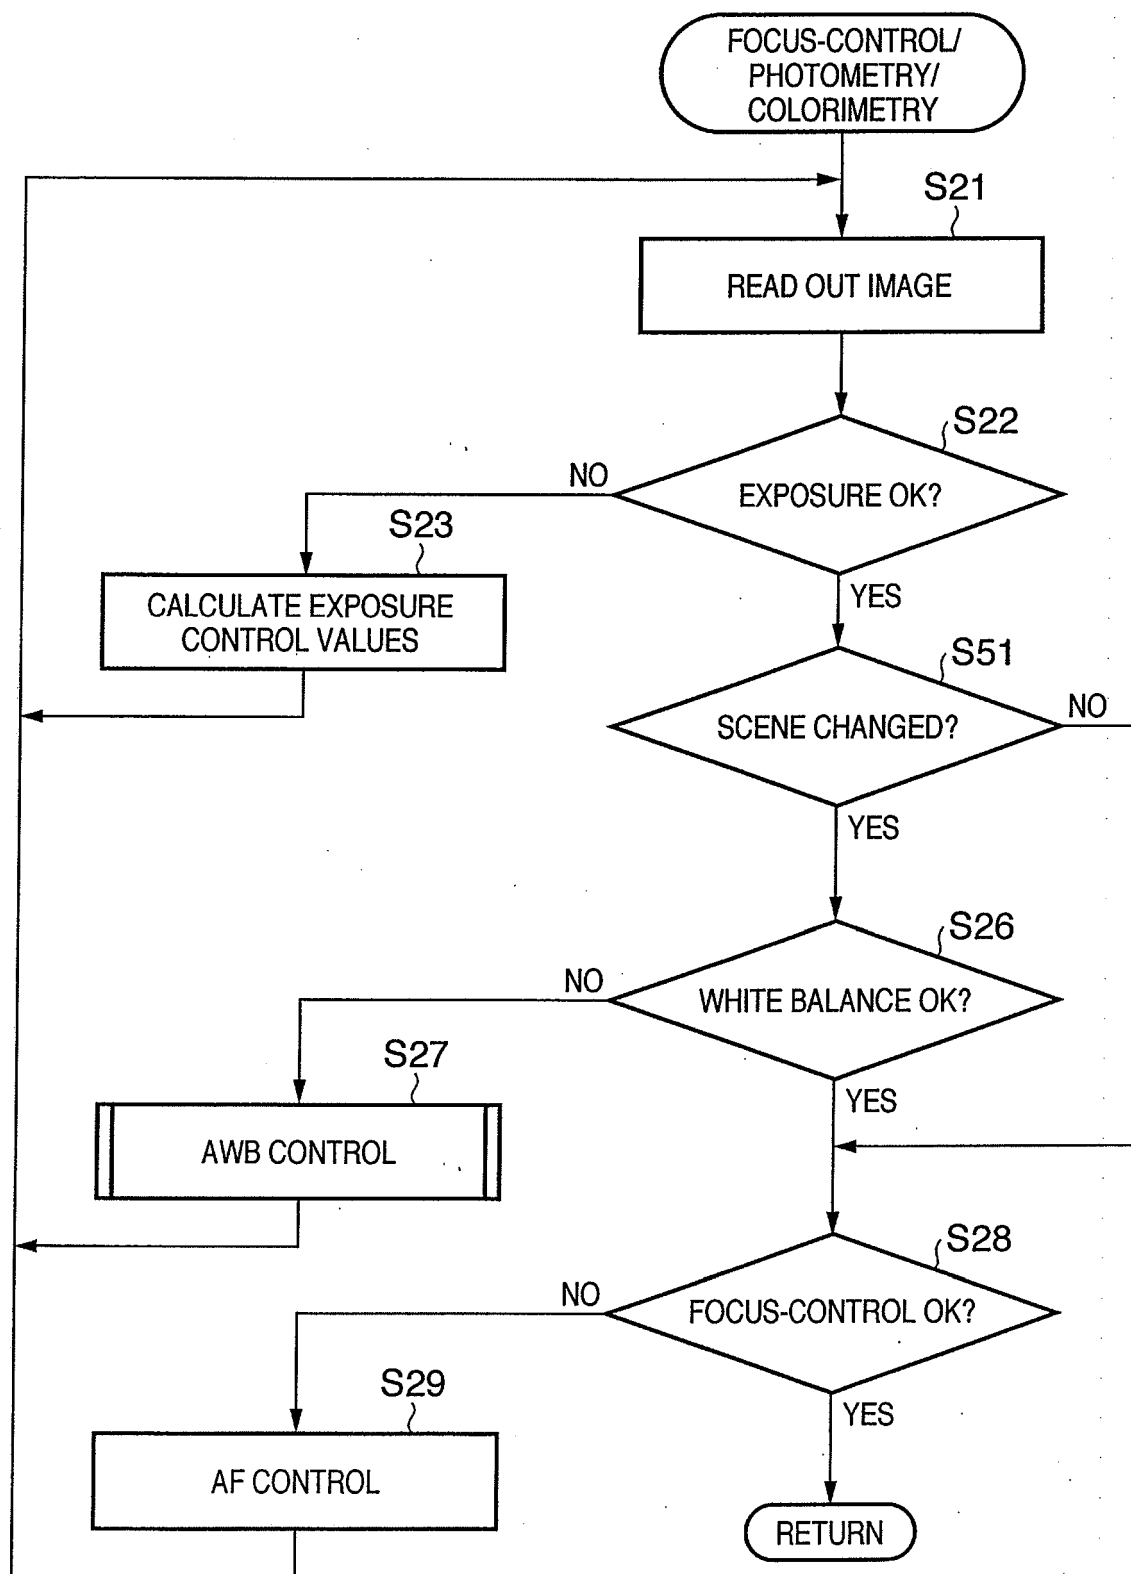 FOCUS-CONTROL/
PHOTOMETRY/
COLORIMETRY
S21
READ OUT IMAGE
S22
NO
EXPOSURE OK?
S23
YES
CALCULATE EXPOSURE
CONTROL VALUES
S51
NO
SCENE CHANGED?
YES
S26
NO
WHITE BALANCE OK?
S27
YES
AWB CONTROL
S28
NO
FOCUS-CONTROL OK?
S29
YES
AF CONTROL
RETURN